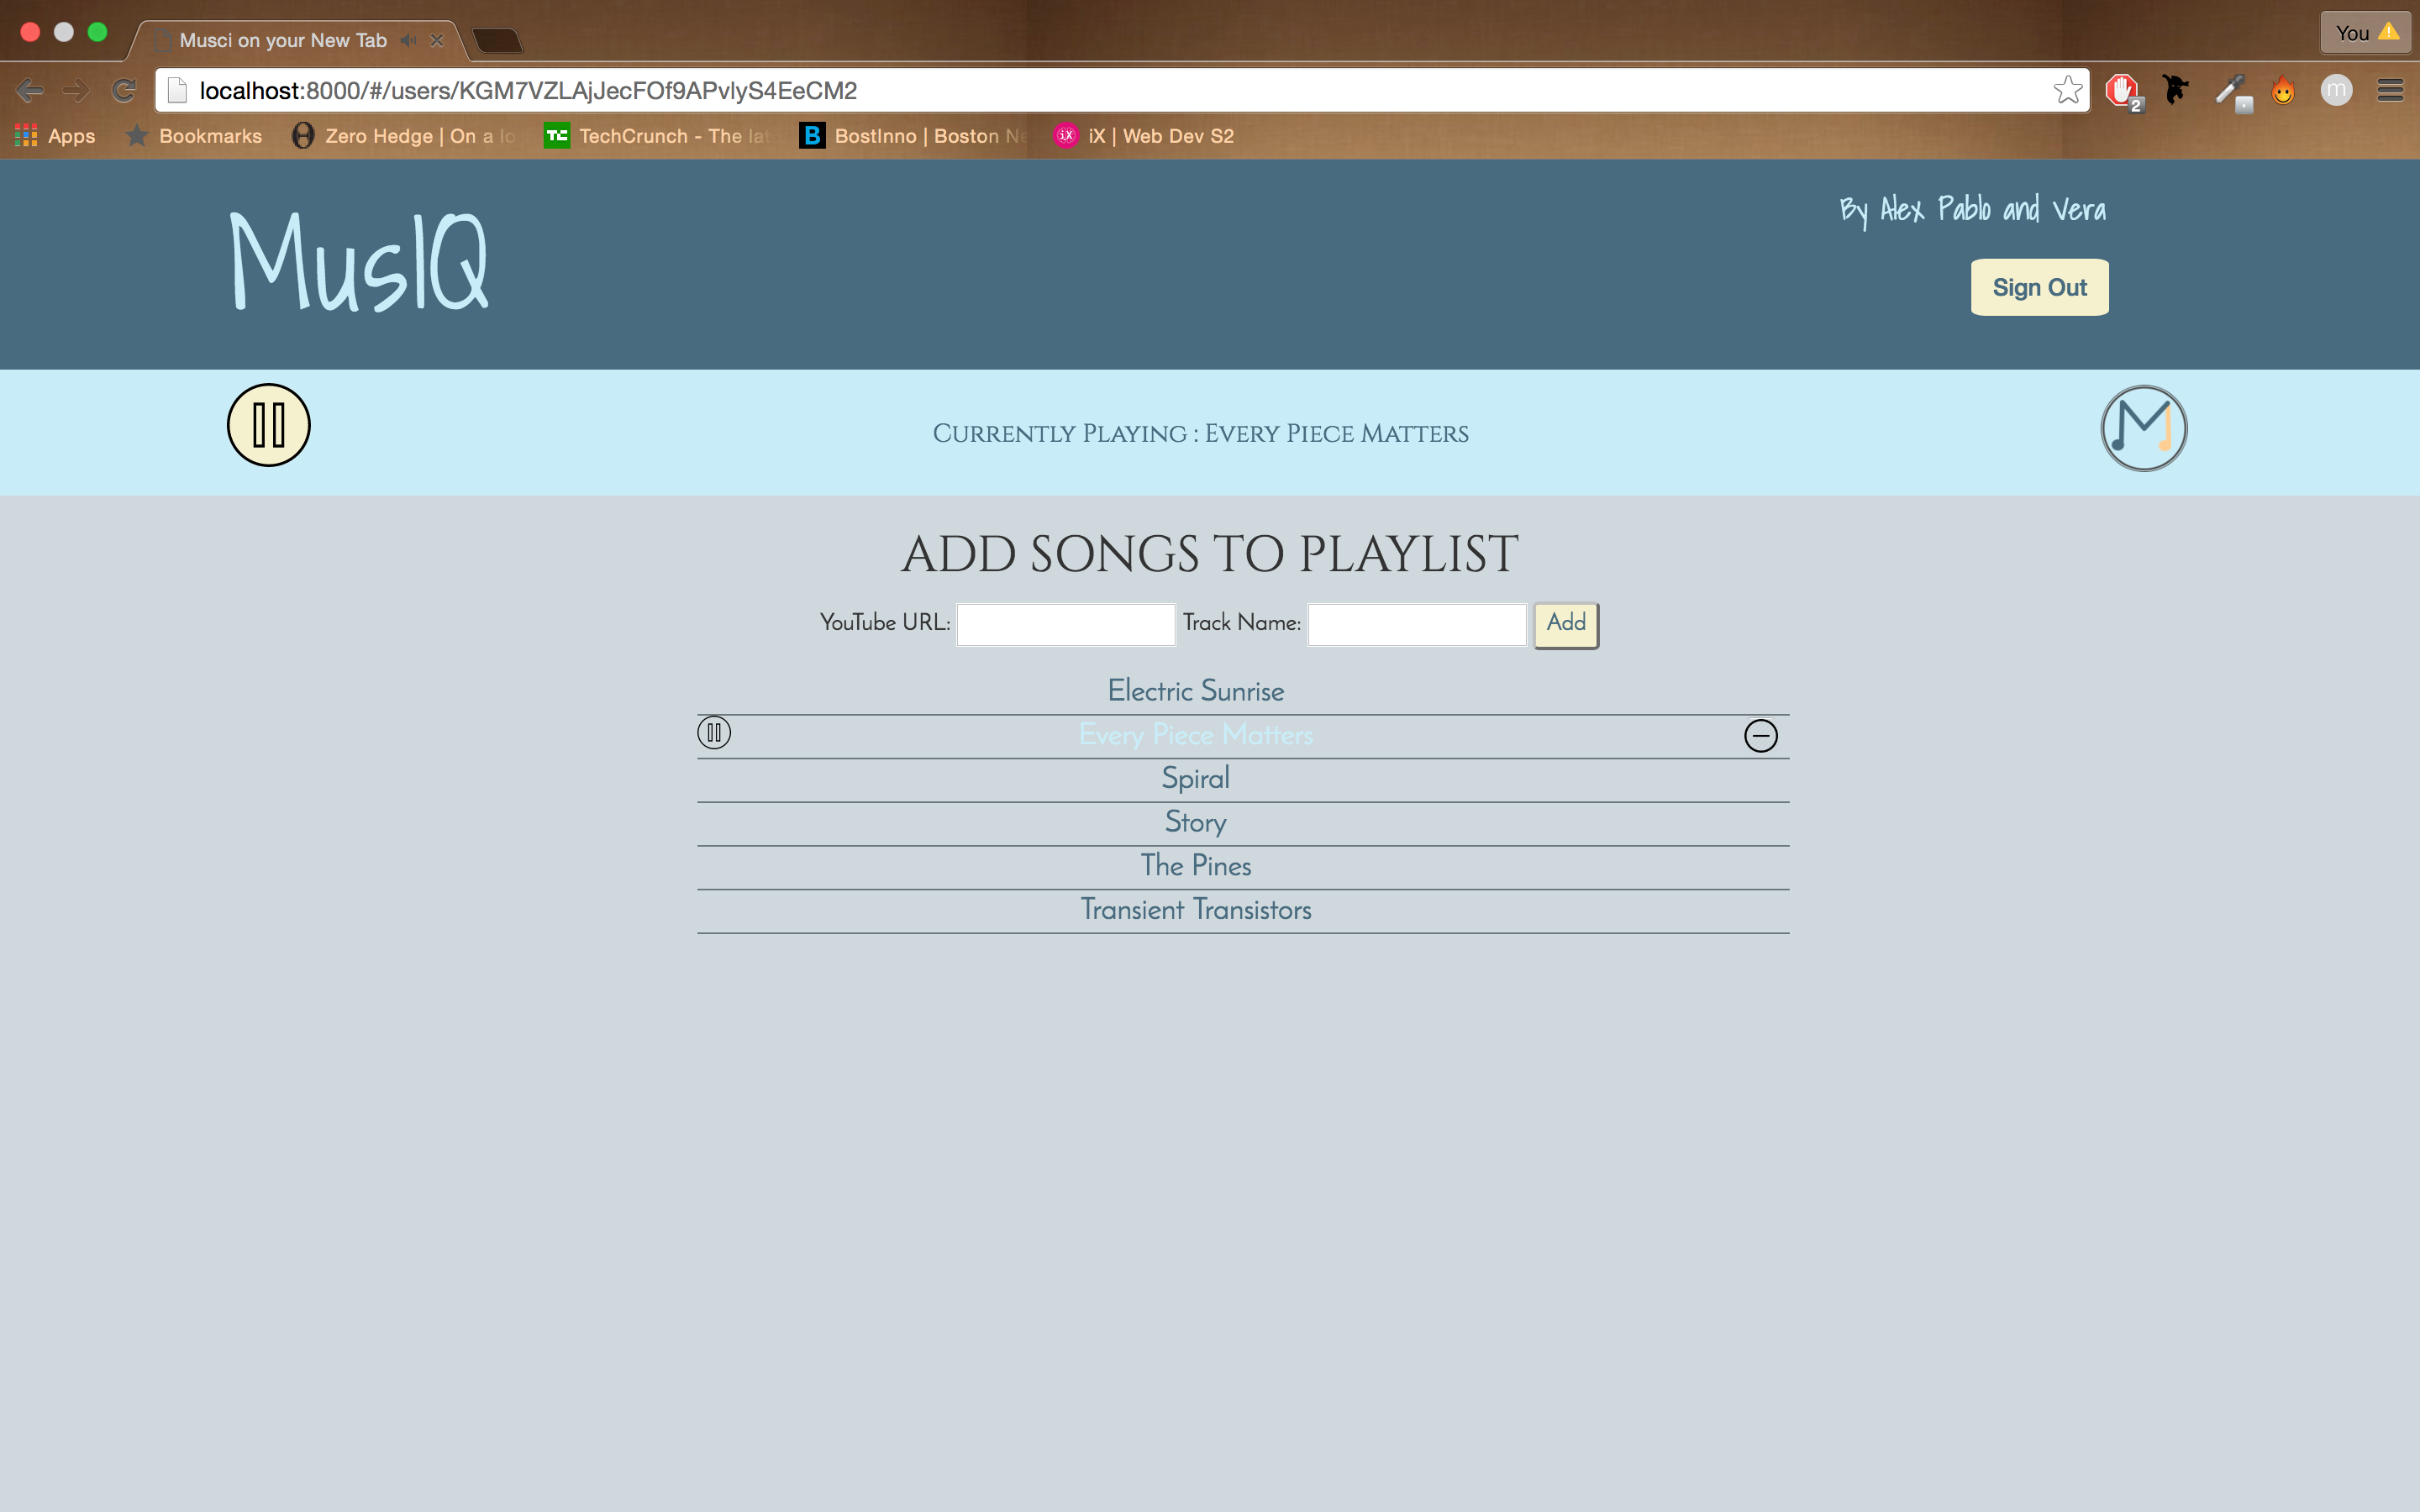 Musci on your New Tab
You
localhost:8000/#/users/KGM7VZLAjJecFOf9APvlyS4EeCM2
2
m
Apps
Bookmarks
Zero Hedge | On a lo
TechCrunch - The lat
BostInno | Boston Ne
iX | Web Dev S2
MusIQ
By Alex Pablo and Vera
Sign Out
Currently Playing : Every Piece Matters
M
ADD SONGS TO PLAYLIST
YouTube URL: Track Name: Add
Electric Sunrise
Every Piece Matters
Spiral
Story
The Pines
Transient Transistors